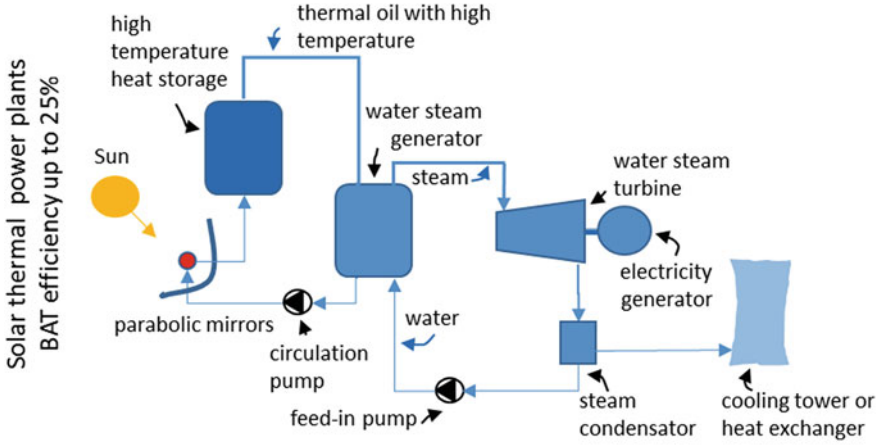 Solar thermal power plants
BAT efficiency up to 25%
high
temperature
heat storage
thermal oil with high
temperature
Sun
water steam
generator
steam
water steam
turbine
electricity
generator
parabolic mirrors
circulation
pump
water
feed-in pump
steam
condensator
cooling tower or
heat exchanger